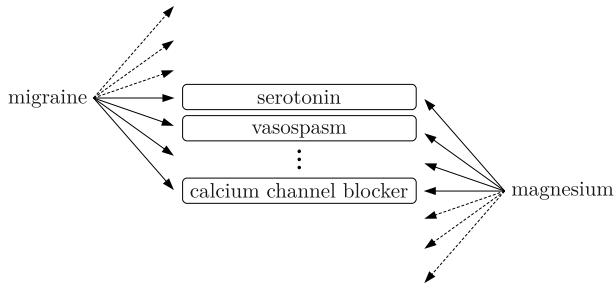 serotonin
migraine
vasospasm
calcium channel blocker
magnesium